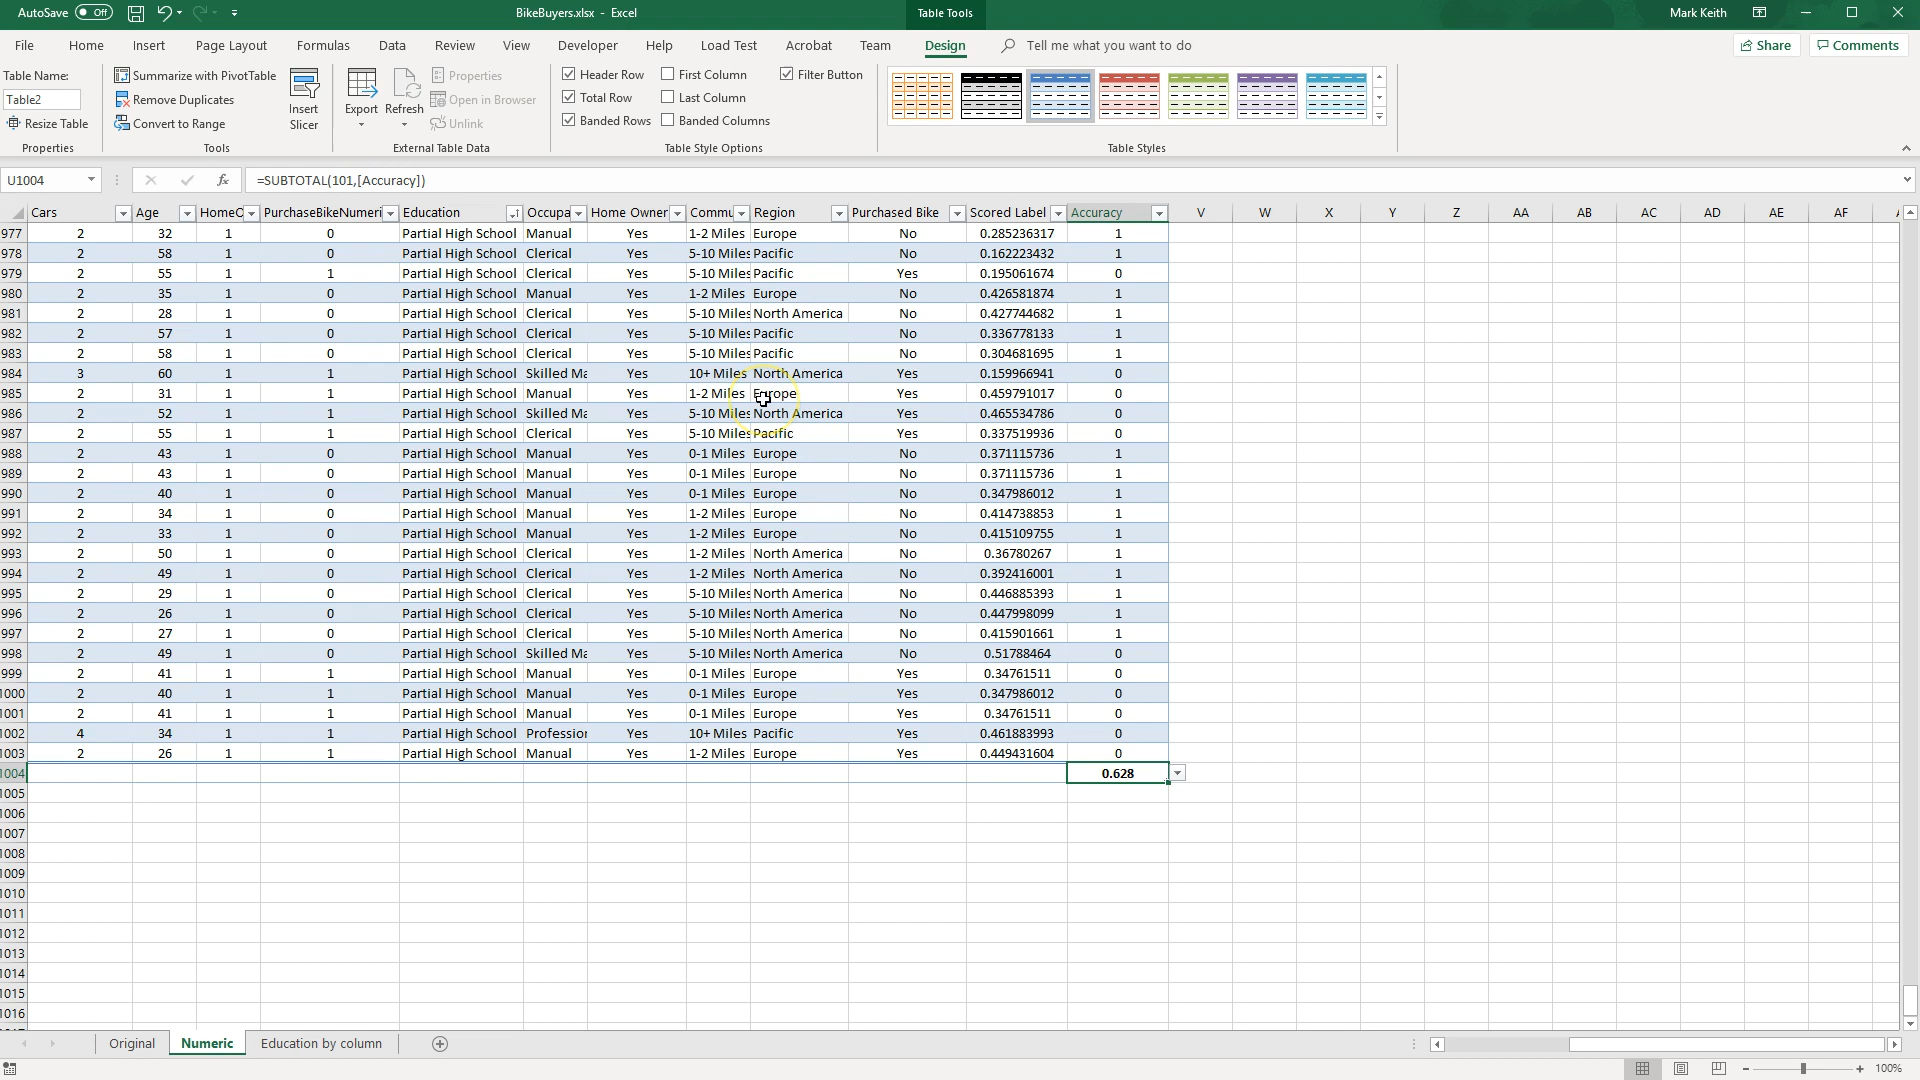 AutoSave Off BikeBuyers.xlsx - Excel Table Tools Mark Keith
File Home Insert Page Layout Formulas Data Review View Developer Help Load Test Acrobat Team Design Tell me what you want to do Share Comments
Table Name: Summarize with PivotTable Properties Header Row First Column Filter Button
Table2 Remove Duplicates Insert Slicer Export Refresh Open in Browser Total Row Last Column
Resize Table Convert to Range Unlink Banded Rows Banded Columns
Properties Tools External Table Data Table Style Options Table Styles
U1004 fx =SUBTOTAL(101,[Accuracy])
Cars Age HomeO PurchaseBikeNumeri Education Occupa Home Owner Commu Region Purchased Bike Scored Label Accuracy V W X Y Z AA AB AC AD AE AF
977 2 32 1 0 Partial High School Manual Yes 1-2 Miles Europe No 0.285236317 1
978 2 58 1 0 Partial High School Clerical Yes 5-10 Miles Pacific No 0.162223432 1
979 2 55 1 1 Partial High School Clerical Yes 5-10 Miles Pacific Yes 0.195061674 0
980 2 35 1 0 Partial High School Manual Yes 1-2 Miles Europe No 0.426581874 1
981 2 28 1 0 Partial High School Clerical Yes 5-10 Miles North America No 0.427744682 1
982 2 57 1 0 Partial High School Clerical Yes 5-10 Miles Pacific No 0.336778133 1
983 2 58 1 0 Partial High School Clerical Yes 5-10 Miles Pacific No 0.304681695 1
984 3 60 1 1 Partial High School Skilled Ma Yes 10+ Miles North America Yes 0.159966941 0
985 2 31 1 1 Partial High School Manual Yes 1-2 Miles Europe Yes 0.459791017 0
986 2 52 1 1 Partial High School Skilled Ma Yes 5-10 Miles North America Yes 0.465534786 0
987 2 55 1 1 Partial High School Clerical Yes 5-10 Miles Pacific Yes 0.337519936 0
988 2 43 1 0 Partial High School Manual Yes 0-1 Miles Europe No 0.371115736 1
989 2 43 1 0 Partial High School Manual Yes 0-1 Miles Europe No 0.371115736 1
990 2 40 1 0 Partial High School Manual Yes 0-1 Miles Europe No 0.347986012 1
991 2 34 1 0 Partial High School Manual Yes 1-2 Miles Europe No 0.414738853 1
992 2 33 1 0 Partial High School Manual Yes 1-2 Miles Europe No 0.415109755 1
993 2 50 1 0 Partial High School Clerical Yes 1-2 Miles North America No 0.36780267 1
994 2 49 1 0 Partial High School Clerical Yes 1-2 Miles North America No 0.392416001 1
995 2 29 1 0 Partial High School Clerical Yes 5-10 Miles North America No 0.446885393 1
996 2 26 1 0 Partial High School Clerical Yes 5-10 Miles North America No 0.447998099 1
997 2 27 1 0 Partial High School Clerical Yes 5-10 Miles North America No 0.415901661 1
998 2 49 1 0 Partial High School Skilled Ma Yes 5-10 Miles North America No 0.51788464 0
999 2 41 1 1 Partial High School Manual Yes 0-1 Miles Europe Yes 0.34761511 0
1000 2 40 1 1 Partial High School Manual Yes 0-1 Miles Europe Yes 0.347986012 0
1001 2 41 1 1 Partial High School Manual Yes 0-1 Miles Europe Yes 0.34761511 0
1002 4 34 1 1 Partial High School Profession Yes 10+ Miles Pacific Yes 0.461883993 0
1003 2 26 1 1 Partial High School Manual Yes 1-2 Miles Europe Yes 0.449431604 0
1004 0.628
1005
1006
1007
1008
1009
1010
1011
1012
1013
1014
1015
1016
Original Numeric Education by column
100%